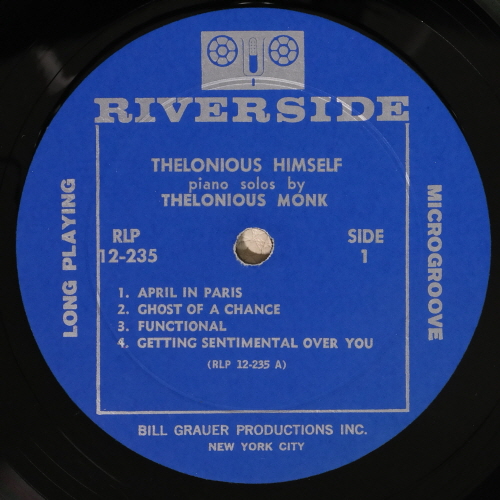 RIVERSIDE
THELONIOUS HIMSELF
piano solos by
THELONIOUS MONK
RLP
12-235
SIDE
1
LONG PLAYING
MICROGROOVE
1. APRIL IN PARIS
2. GHOST OF A CHANCE
3. FUNCTIONAL
4. GETTING SENTIMENTAL OVER YOU
(RLP 12-235 A)
BILL GRAUER PRODUCTIONS INC.
NEW YORK CITY